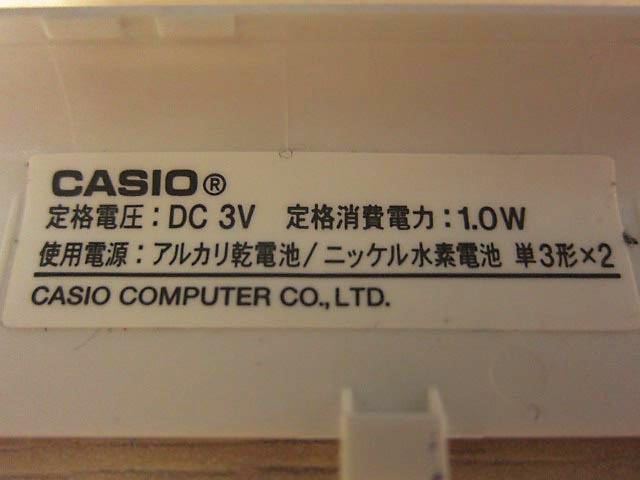 CASIO®
定格電圧：DC 3V 定格消費電力：1.0W
使用電源：アルカリ乾電池/ニッケル水素電池 単3形×2
CASIO COMPUTER CO.,LTD.